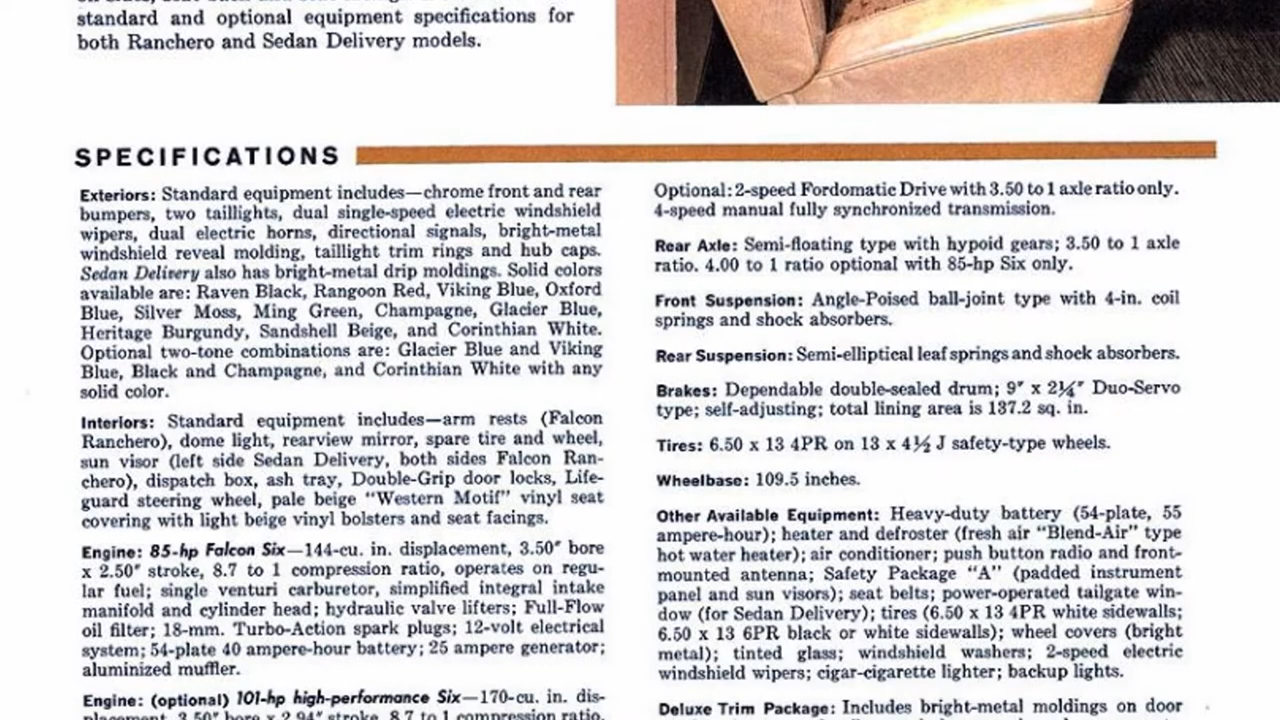 standard and optional equipment specifications for
both Ranchero and Sedan Delivery models.
SPECIFICATIONS
Exteriors: Standard equipment includes—chrome front and rear
bumpers, two taillights, dual single-speed electric windshield
wipers, dual electric horns, directional signals, bright-metal
windshield reveal molding, taillight trim rings and hub caps.
Sedan Delivery also has bright-metal drip moldings. Solid colors
available are: Raven Black, Rangoon Red, Viking Blue, Oxford
Blue, Silver Moss, Ming Green, Champagne, Glacier Blue,
Heritage Burgundy, Sandshell Beige, and Corinthian White.
Optional two-tone combinations are: Glacier Blue and Viking
Blue, Black and Champagne, and Corinthian White with any
solid color.
Interiors: Standard equipment includes—arm rests (Falcon
Ranchero), dome light, rearview mirror, spare tire and wheel,
sun visor (left side Sedan Delivery, both sides Falcon Ran-
chero), dispatch box, ash tray, Double-Grip door locks, Life-
guard steering wheel, pale beige “Western Motif” vinyl seat
covering with light beige vinyl bolsters and seat facings.
Engine: 85-hp Falcon Six—144-cu. in. displacement, 3.50″ bore
x 2.50″ stroke, 8.7 to 1 compression ratio, operates on regu-
lar fuel; single venturi carburetor, simplified integral intake
manifold and cylinder head; hydraulic valve lifters; Full-Flow
oil filter; 18-mm. Turbo-Action spark plugs; 12-volt electrical
system; 54-plate 40 ampere-hour battery; 25 ampere generator;
aluminized muffler.
Engine: (optional) 101-hp high-performance Six—170-cu. in. dis-
placement, 3.50″ bore x 2.94″ stroke, 8.7 to 1 compression ratio,
Optional: 2-speed Fordomatic Drive with 3.50 to 1 axle ratio only.
4-speed manual fully synchronized transmission.
Rear Axle: Semi-floating type with hypoid gears; 3.50 to 1 axle
ratio. 4.00 to 1 ratio optional with 85-hp Six only.
Front Suspension: Angle-Poised ball-joint type with 4-in. coil
springs and shock absorbers.
Rear Suspension: Semi-elliptical leaf springs and shock absorbers.
Brakes: Dependable double-sealed drum; 9″ x 2¼″ Duo-Servo
type; self-adjusting; total lining area is 137.2 sq. in.
Tires: 6.50 x 13 4PR on 13 x 4½ J safety-type wheels.
Wheelbase: 109.5 inches.
Other Available Equipment: Heavy-duty battery (54-plate, 55
ampere-hour); heater and defroster (fresh air “Blend-Air” type
hot water heater); air conditioner; push button radio and front-
mounted antenna; Safety Package “A” (padded instrument
panel and sun visors); seat belts; power-operated tailgate win-
dow (for Sedan Delivery); tires (6.50 x 13 4PR white sidewalls;
6.50 x 13 6PR black or white sidewalls); wheel covers (bright
metal); tinted glass; windshield washers; 2-speed electric
windshield wipers; cigar-cigarette lighter; backup lights.
Deluxe Trim Package: Includes bright-metal moldings on door